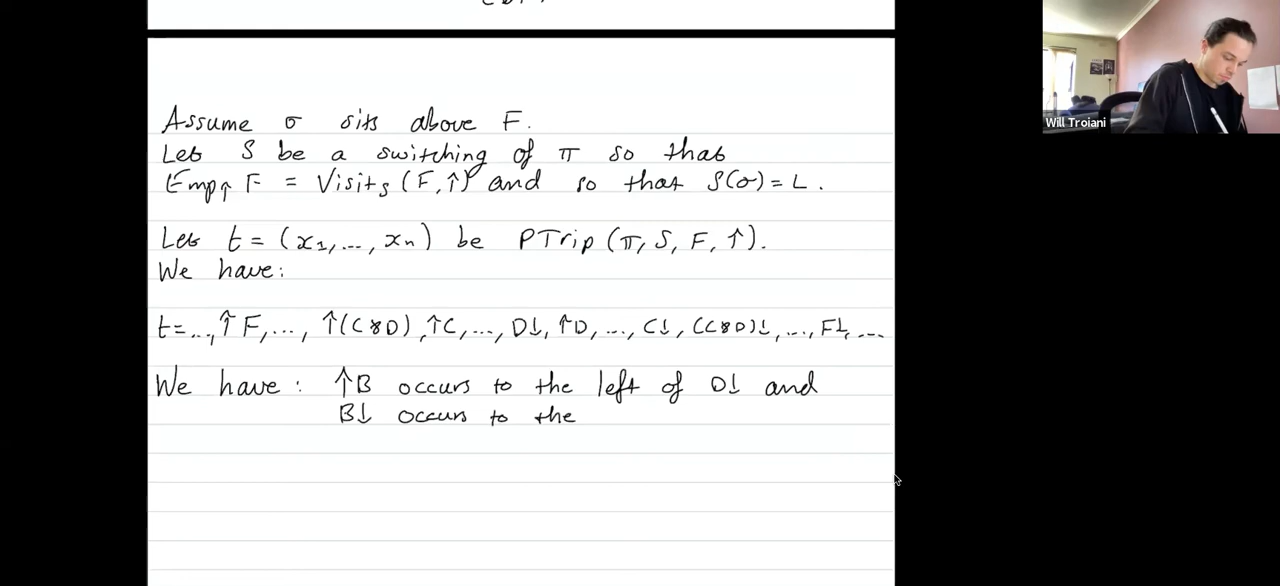 Assume σ sits above F.
Let S be a switching of π so that
Emp↑ F = Visits (F, ↑) and so that S(σ) = L.
Let t = (x1, ..., xn) be PTrip (π, S, F, ↑).
We have:
t = ..., ↑F, ..., ↑(C⅋D), ↑C, ..., D↓, ↑D, ..., C↓, (C⅋D)↓, ..., F↓, ...
We have: ↑B occurs to the left of D↓ and
B↓ occurs to the
Will Troiani